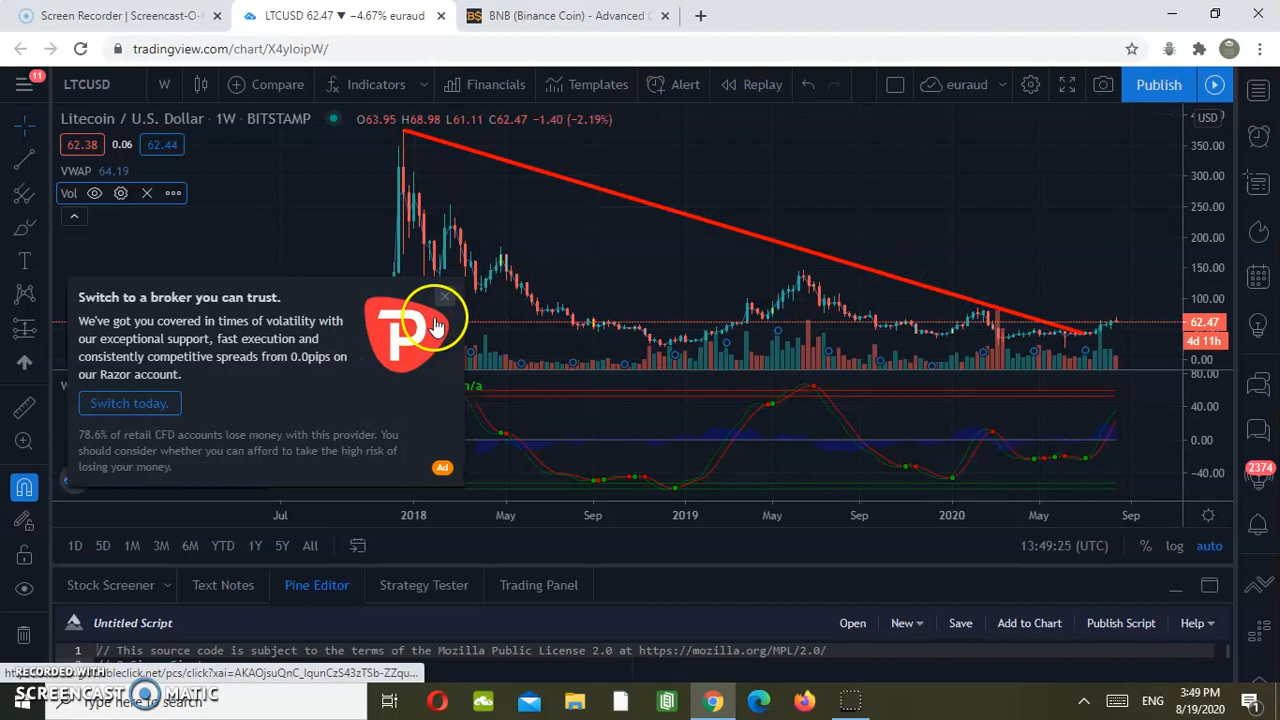 Screen Recorder | Screencast-O-
LTCUSD 62.47 ▼ −4.67% euraud
BNB (Binance Coin) - Advanced
tradingview.com/chart/X4yIoipW/
11
LTCUSD
W
Compare
Indicators
Financials
Templates
Alert
Replay
euraud
Publish
Litecoin / U.S. Dollar · 1W · BITSTAMP
O63.95 H68.98 L61.11 C62.47 −1.40 (−2.19%)
USD
62.38 0.06 62.44
VWAP 64.19
Vol
350.00
300.00
250.00
200.00
150.00
100.00
62.47
4d 11h
0.00
80.00
40.00
0.00
−40.00
Switch to a broker you can trust.
We've got you covered in times of volatility with
our exceptional support, fast execution and
consistently competitive spreads from 0.0pips on
our Razor account.
Switch today.
78.6% of retail CFD accounts lose money with this provider. You
should consider whether you can afford to take the high risk of
losing your money.
Ad
n/a
2374
Jul 2018 May Sep 2019 May Sep 2020 May Sep
1D 5D 1M 3M 6M YTD 1Y 5Y All
13:49:25 (UTC) % log auto
Stock Screener Text Notes Pine Editor Strategy Tester Trading Panel
Untitled Script
Open New Save Add to Chart Publish Script Help
1 // This source code is subject to the terms of the Mozilla Public License 2.0 at https://mozilla.org/MPL/2.0/
RECORDED WITH
SCREENCAST MATIC
Type here to search
ENG
3:49 PM
8/19/2020
1